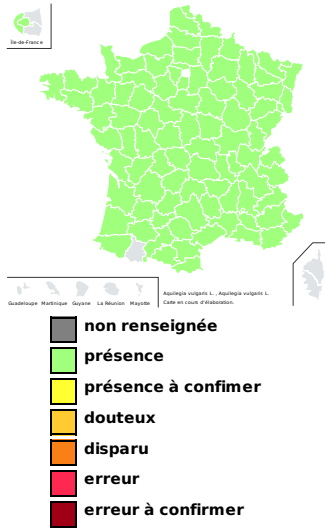 Île-de-France
Guadeloupe Martinique Guyane La Réunion Mayotte
Aquilegia vulgaris L. , Aquilegia vulgaris L.
Carte en cours d'élaboration.
non renseignée
présence
présence à confimer
douteux
disparu
erreur
erreur à confirmer